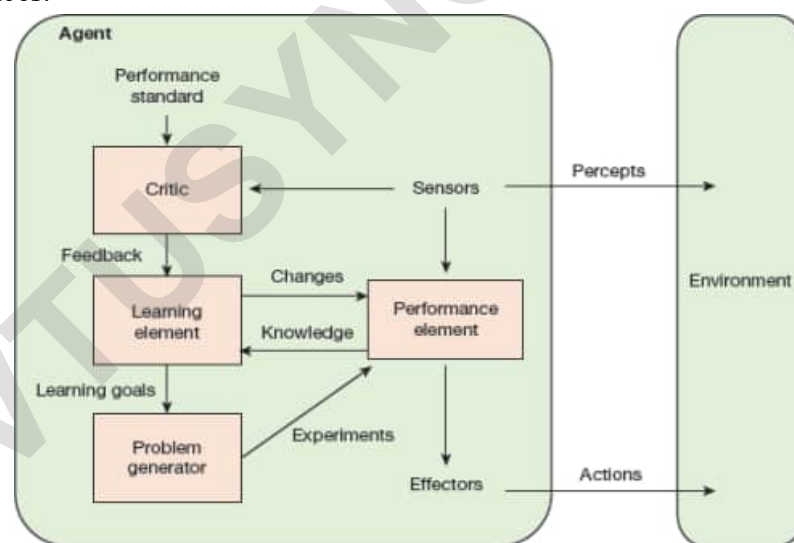 Agent
Performance
standard
Critic
Sensors
Percepts
Feedback
Changes
Environment
Learning
element
Performance
element
Knowledge
Learning goals
Experiments
Problem
generator
Effectors
Actions
VTUSYNC